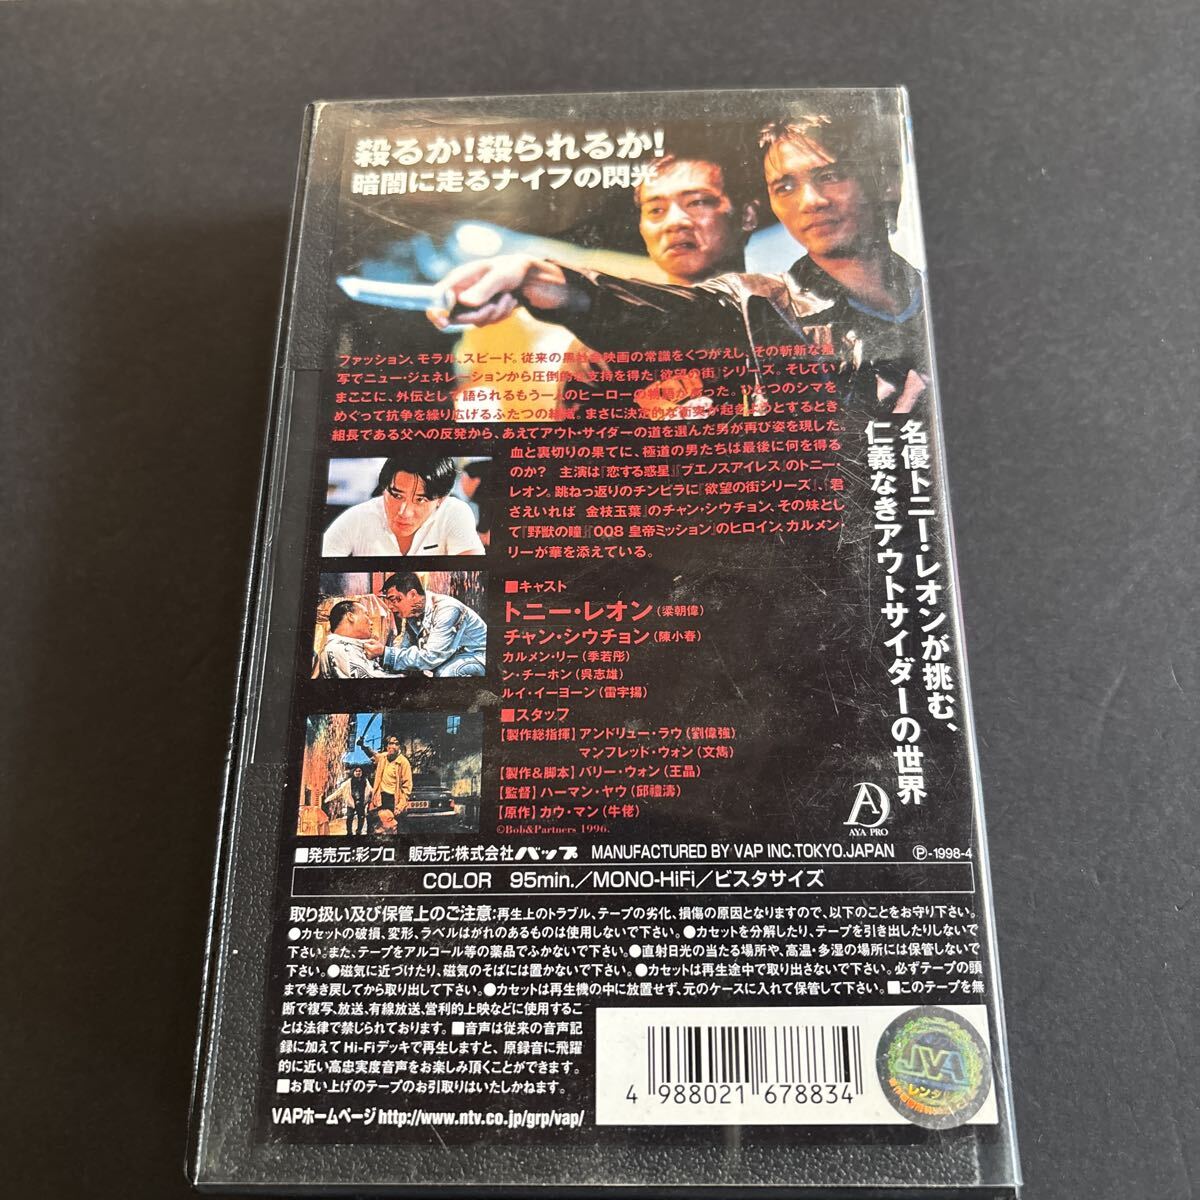 殺るか!殺られるか!
暗闇に走るナイフの閃光
ファッション、モラル、スピード。従来の黒社会映画の常識をくつがえし、その斬新な描
写でニュー・ジェネレーションから圧倒的な支持を得た『欲望の街』シリーズ。そしてい
まここに、外伝として語られるもう一人のヒーローの物語があった。ひとつのシマを
めぐって抗争を繰り広げるふたつの組織。まさに決定的な衝突が起きようとするとき、
組長である父への反発から、あえてアウト・サイダーの道を選んだ男が再び姿を現した。
血と裏切りの果てに、極道の男たちは最後に何を得る
のか? 主演は『恋する惑星』『ブエノスアイレス』のトニー・
レオン。跳ねっ返りのチンピラに『欲望の街シリーズ』、『君
さえいれば 金枝玉葉』のチャン・シウチョン、その妹とし
て『野獣の瞳』『008 皇帝ミッション』のヒロイン、カルメン・
リーが華を添えている。
名優トニー・レオンが挑む、
仁義なきアウトサイダーの世界
■キャスト
トニー・レオン(梁朝偉)
チャン・シウチョン(陳小春)
カルメン・リー(季若彤)
ン・チーホン(呉志雄)
ルイ・イーヨーン(雷宇揚)
■スタッフ
【製作総指揮】アンドリュー・ラウ(劉偉強)
マンフレッド・ウォン(文雋)
【製作&脚本】バリー・ウォン(王晶)
【監督】ハーマン・ヤウ(邱禮濤)
【原作】カウ・マン(牛佬)
©Bob&Partners 1996.
AYA PRO
■発売元:彩プロ 販売元:株式会社バップ MANUFACTURED BY VAP INC.TOKYO.JAPAN Ⓟ-1998-4
COLOR 95min./MONO-HiFi/ビスタサイズ
取り扱い及び保管上のご注意:再生上のトラブル、テープの劣化、損傷の原因となりますので、以下のことをお守り下さい。
●カセットの破損、変形、ラベルはがれのあるものは使用しないで下さい。●カセットを分解したり、テープを引き出したりしないで
下さい。また、テープをアルコール等の薬品でふかないで下さい。●直射日光の当たる場所や、高温・多湿の場所には保管しないで
下さい。●磁気に近づけたり、磁気のそばには置かないで下さい。●カセットは再生途中で取り出さないで下さい。必ずテープの頭
まで巻き戻してから取り出して下さい。●カセットは再生機の中に放置せず、元のケースに入れて保管して下さい。■このテープを無
断で複写、放送、有線放送、営利的上映などに使用するこ
とは法律で禁じられております。■音声は従来の音声記
録に加えてHi-Fiデッキで再生しますと、原録音に飛躍
的に近い高忠実度音声をお楽しみ頂くことができます。
■お買い上げのテープのお引取りはいたしかねます。
VAPホームページhttp://www.ntv.co.jp/grp/vap/
4 988021 678834
JVA
レンタル